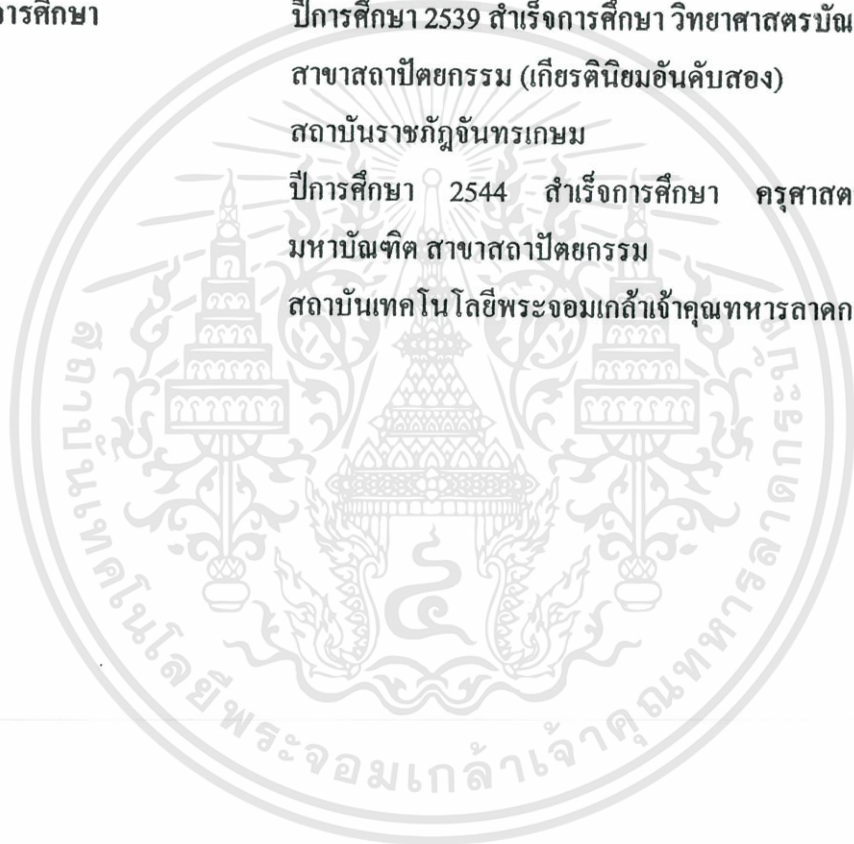 การศึกษา ปีการศึกษา 2539 สำเร็จการศึกษา วิทยาศาสตรบัณ
สาขาสถาปัตยกรรม (เกียรตินิยมอันดับสอง)
สถาบันราชภัฏจันทรเกษม
ปีการศึกษา 2544 สำเร็จการศึกษา ครุศาสต
มหาบัณฑิต สาขาสถาปัตยกรรม
สถาบันเทคโนโลยีพระจอมเกล้าเจ้าคุณทหารลาดก
สถาบันเทคโนโลยีพระจอมเกล้าเจ้าคุณทหารลาดกระบัง